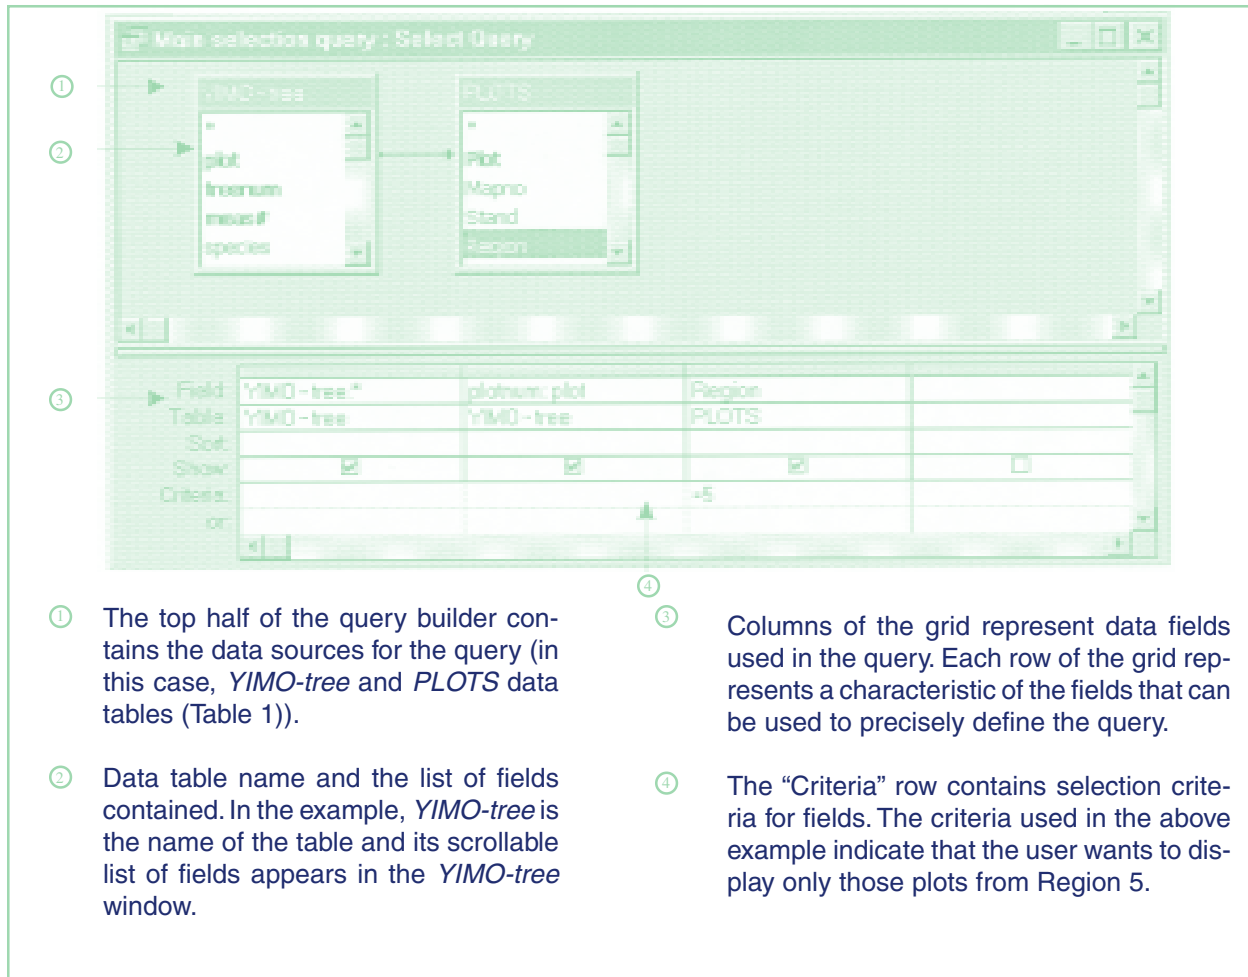 Main selection query : Select Query
1
YIMO-tree
PLOTS
2
*
plot
treenum
meas#
species
*
Plot
Mapno
Stand
Region
3
Field: YIMO-tree.* plotnum: plot Region
Table: YIMO-tree YIMO-tree PLOTS
Sort:
Show:
Criteria: =5
or:
4
1 The top half of the query builder con-
tains the data sources for the query (in
this case, YIMO-tree and PLOTS data
tables (Table 1)).
2 Data table name and the list of fields
contained. In the example, YIMO-tree is
the name of the table and its scrollable
list of fields appears in the YIMO-tree
window.
3 Columns of the grid represent data fields
used in the query. Each row of the grid rep-
resents a characteristic of the fields that can
be used to precisely define the query.
4 The “Criteria” row contains selection crite-
ria for fields. The criteria used in the above
example indicate that the user wants to dis-
play only those plots from Region 5.